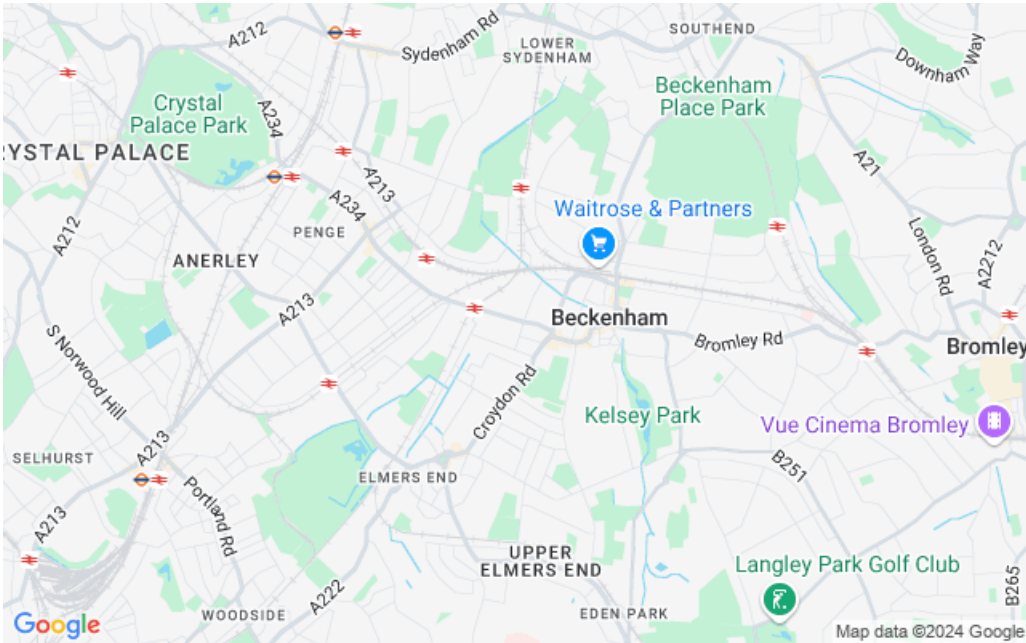 A212
Sydenham Rd
LOWER
SYDENHAM
SOUTHEND
Downham Way
Crystal
Palace Park
A234
Beckenham
Place Park
RYSTAL PALACE
A213
A21
A234
Waitrose & Partners
A212
PENGE
London Rd
A2212
ANERLEY
A213
Beckenham
Bromley Rd
Bromley
S Norwood Hill
Croydon Rd
Kelsey Park
Vue Cinema Bromley
A213
SELHURST
ELMERS END
B251
Portland Rd
A213
UPPER
ELMERS END
Langley Park Golf Club
A222
B265
WOODSIDE
EDEN PARK
Google
Map data ©2024 Google